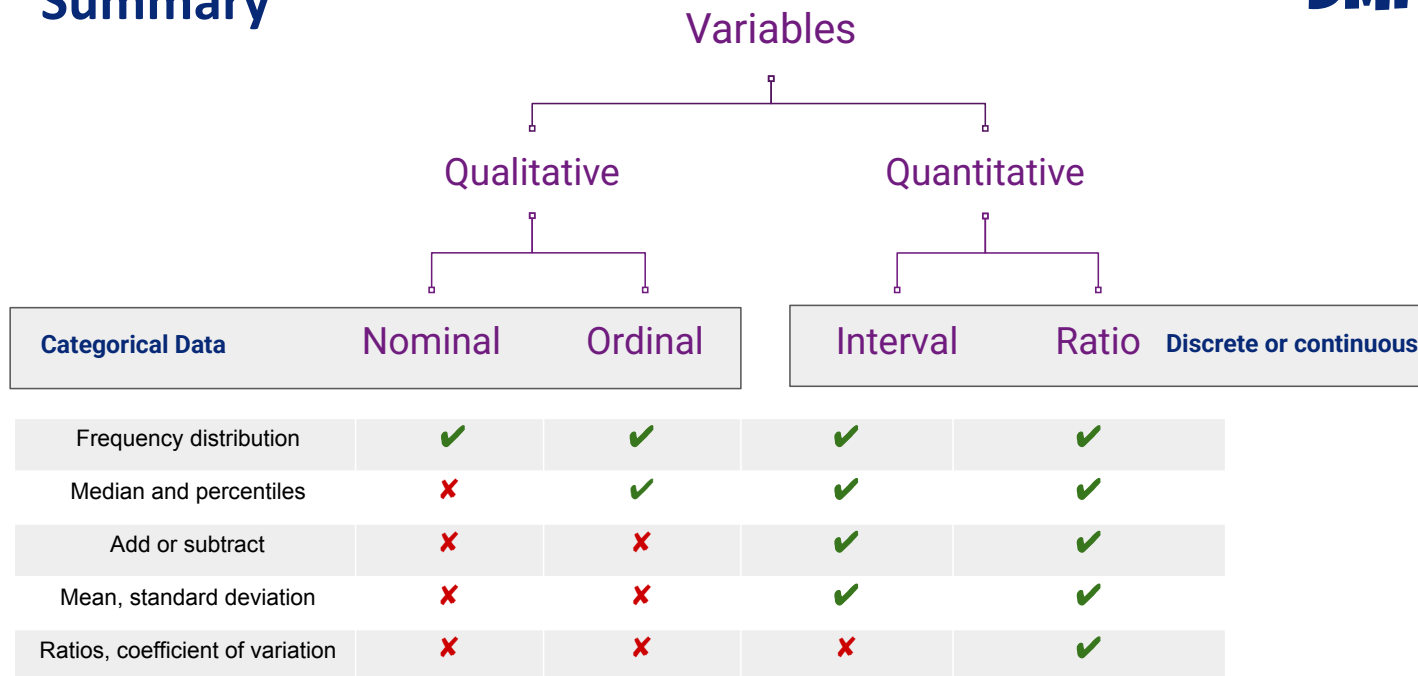 Summary
Variables
Qualitative Quantitative
Categorical Data Nominal Ordinal Interval Ratio Discrete or continuous
Frequency distribution ✔ ✔ ✔ ✔
Median and percentiles ✘ ✔ ✔ ✔
Add or subtract ✘ ✘ ✔ ✔
Mean, standard deviation ✘ ✘ ✔ ✔
Ratios, coefficient of variation ✘ ✘ ✘ ✔